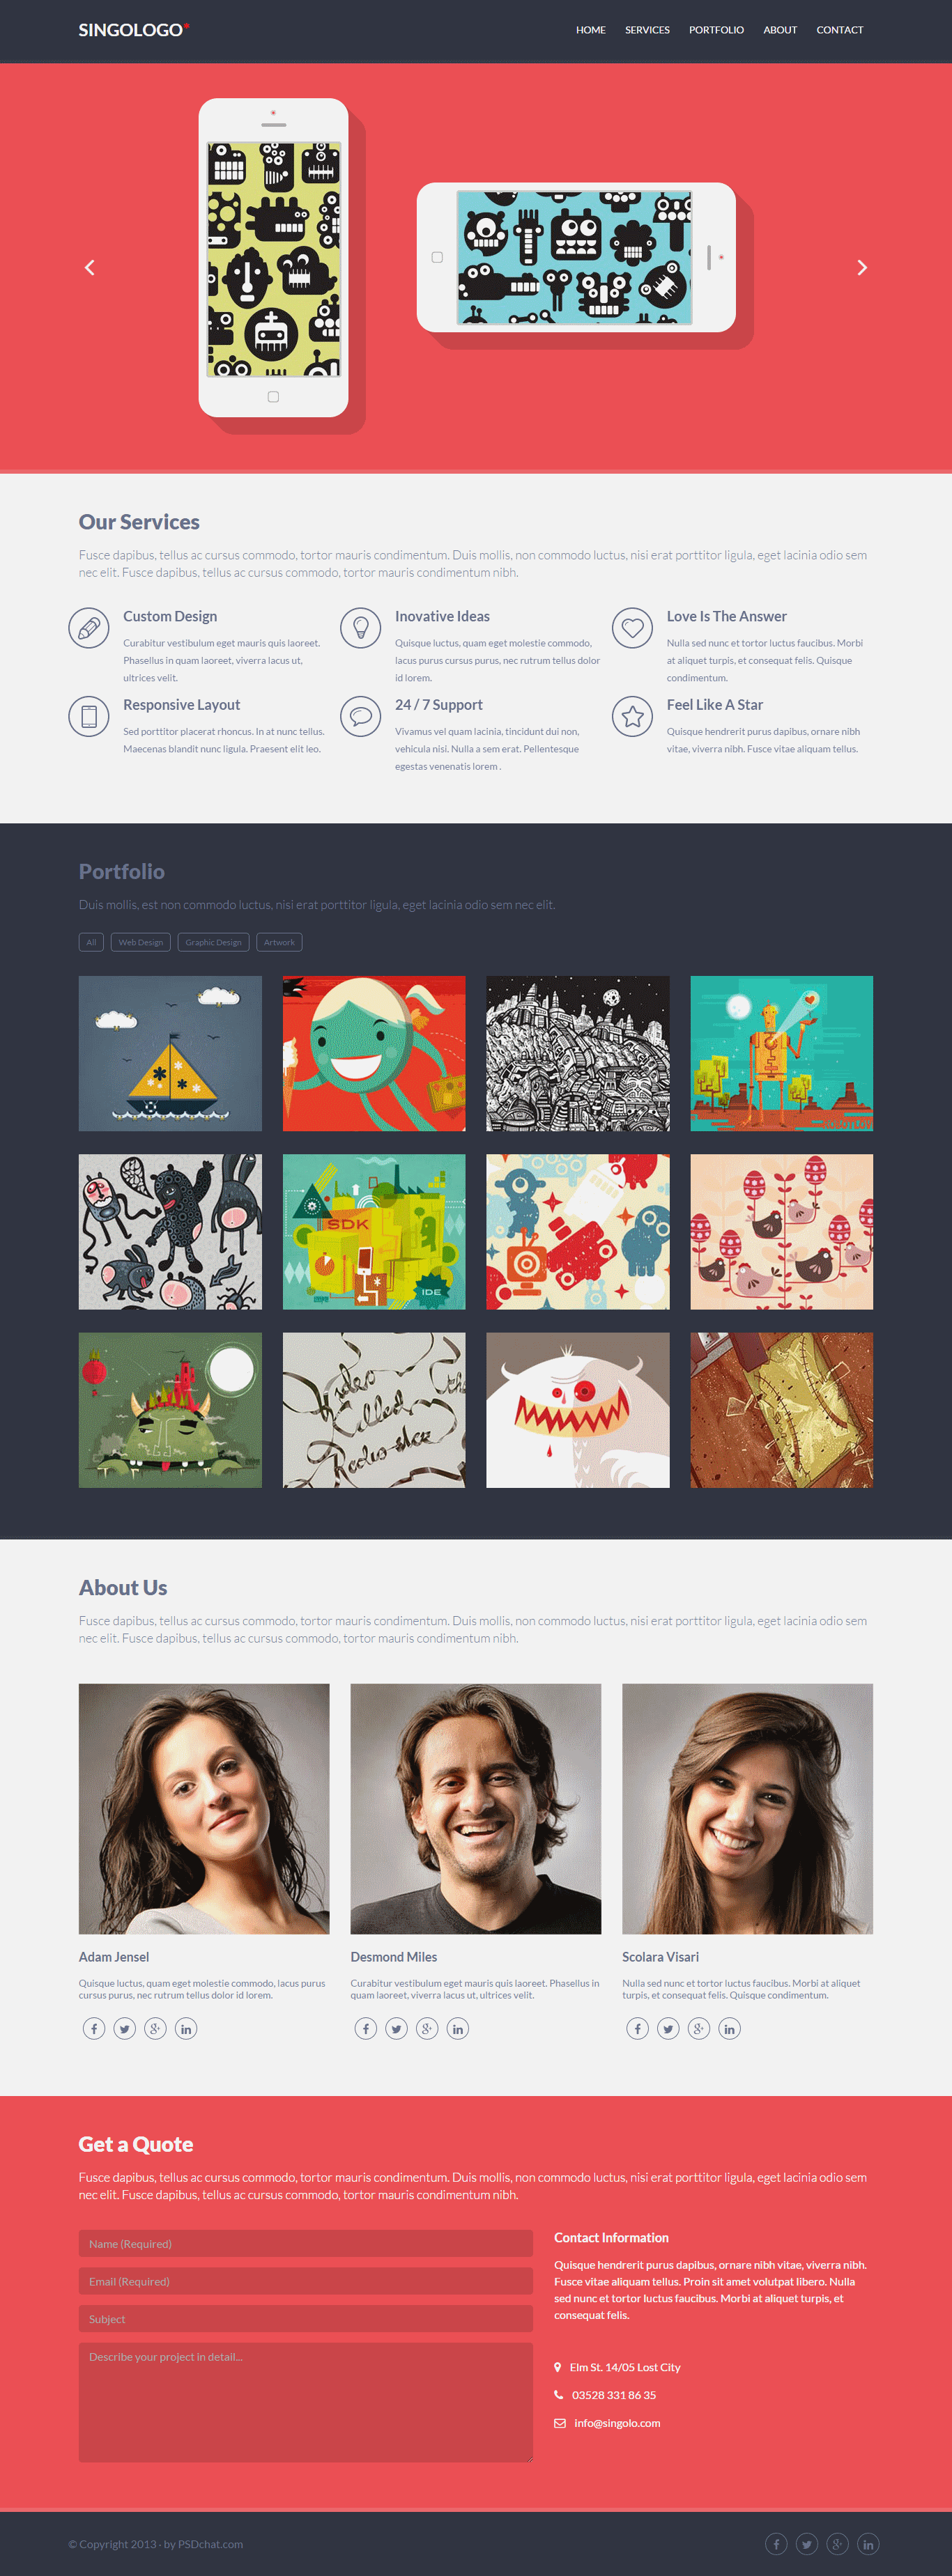 SINGOLOGO*
HOME SERVICES PORTFOLIO ABOUT CONTACT
Our Services
Fusce dapibus, tellus ac cursus commodo, tortor mauris condimentum. Duis mollis, non commodo luctus, nisi erat porttitor ligula, eget lacinia odio sem
nec elit. Fusce dapibus, tellus ac cursus commodo, tortor mauris condimentum nibh.
Custom Design
Curabitur vestibulum eget mauris quis laoreet.
Phasellus in quam laoreet, viverra lacus ut,
ultrices velit.
Inovative Ideas
Quisque luctus, quam eget molestie commodo,
lacus purus cursus purus, nec rutrum tellus dolor
id lorem.
Love Is The Answer
Nulla sed nunc et tortor luctus faucibus. Morbi
at aliquet turpis, et consequat felis. Quisque
condimentum.
Responsive Layout
Sed porttitor placerat rhoncus. In at nunc tellus.
Maecenas blandit nunc ligula. Praesent elit leo.
24 / 7 Support
Vivamus vel quam lacinia, tincidunt dui non,
vehicula nisi. Nulla a sem erat. Pellentesque
egestas venenatis lorem .
Feel Like A Star
Quisque hendrerit purus dapibus, ornare nibh
vitae, viverra nibh. Fusce vitae aliquam tellus.
Portfolio
Duis mollis, est non commodo luctus, nisi erat porttitor ligula, eget lacinia odio sem nec elit.
All Web Design Graphic Design Artwork
SDK
IDE
About Us
Fusce dapibus, tellus ac cursus commodo, tortor mauris condimentum. Duis mollis, non commodo luctus, nisi erat porttitor ligula, eget lacinia odio sem
nec elit. Fusce dapibus, tellus ac cursus commodo, tortor mauris condimentum nibh.
Adam Jensel
Quisque luctus, quam eget molestie commodo, lacus purus
cursus purus, nec rutrum tellus dolor id lorem.
Desmond Miles
Curabitur vestibulum eget mauris quis laoreet. Phasellus in
quam laoreet, viverra lacus ut, ultrices velit.
Scolara Visari
Nulla sed nunc et tortor luctus faucibus. Morbi at aliquet
turpis, et consequat felis. Quisque condimentum.
Get a Quote
Fusce dapibus, tellus ac cursus commodo, tortor mauris condimentum. Duis mollis, non commodo luctus, nisi erat porttitor ligula, eget lacinia odio sem
nec elit. Fusce dapibus, tellus ac cursus commodo, tortor mauris condimentum nibh.
Name (Required)
Email (Required)
Subject
Describe your project in detail...
Contact Information
Quisque hendrerit purus dapibus, ornare nibh vitae, viverra nibh.
Fusce vitae aliquam tellus. Proin sit amet volutpat libero. Nulla
sed nunc et tortor luctus faucibus. Morbi at aliquet turpis, et
consequat felis.
Elm St. 14/05 Lost City
03528 331 86 35
info@singolo.com
© Copyright 2013 - by PSDchat.com